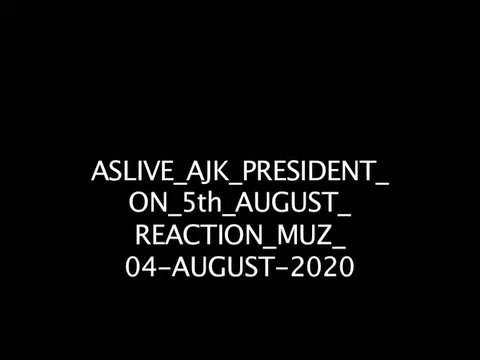 ASLIVE_AJK_PRESIDENT_
ON_5th_AUGUST_
REACTION_MUZ_
04-AUGUST-2020